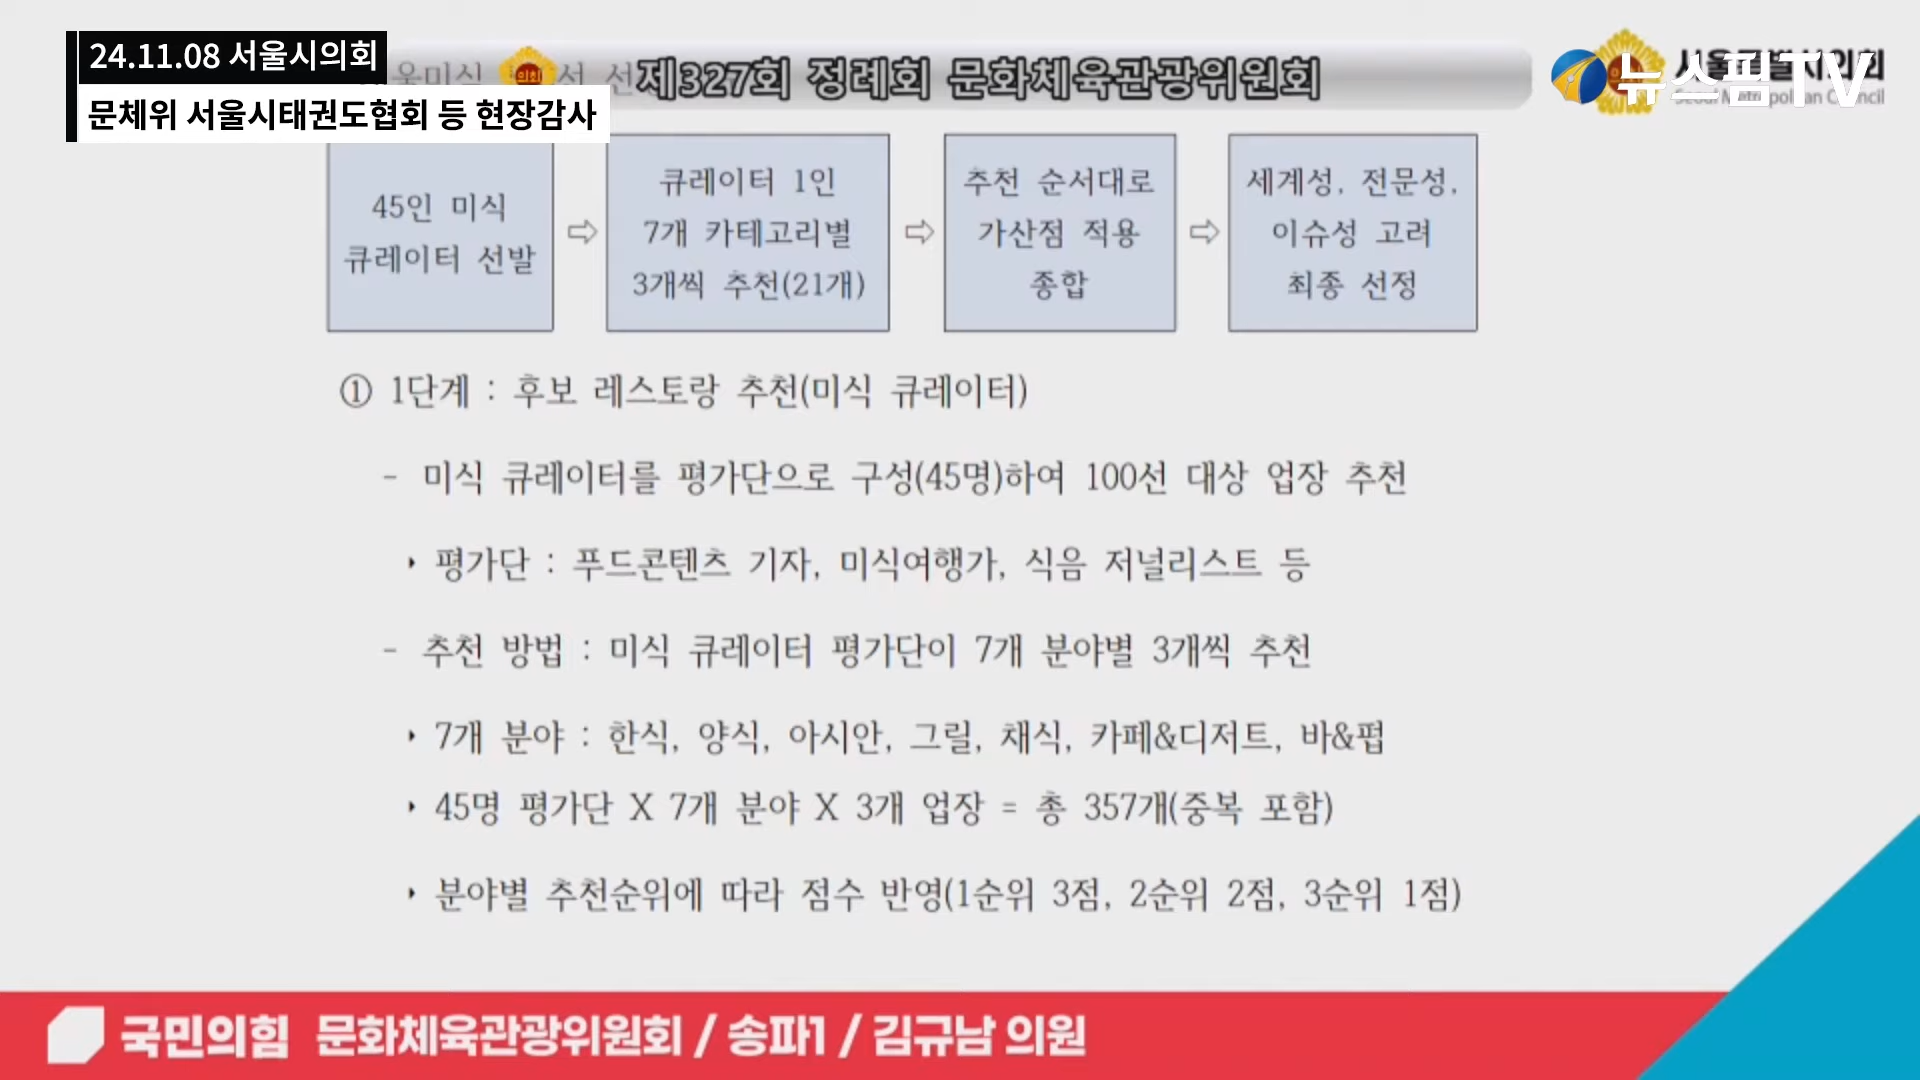 24.11.08 서울시의회
문체위 서울시태권도협회 등 현장감사
제327회 정례회 문화체육관광위원회
뉴스핌TV
45인 미식
큐레이터 선발
큐레이터 1인
7개 카테고리별
3개씩 추천(21개)
추천 순서대로
가산점 적용
종합
세계성, 전문성,
이슈성 고려
최종 선정
① 1단계 : 후보 레스토랑 추천(미식 큐레이터)
- 미식 큐레이터를 평가단으로 구성(45명)하여 100선 대상 업장 추천
‣ 평가단 : 푸드콘텐츠 기자, 미식여행가, 식음 저널리스트 등
- 추천 방법 : 미식 큐레이터 평가단이 7개 분야별 3개씩 추천
‣ 7개 분야 : 한식, 양식, 아시안, 그릴, 채식, 카페&디저트, 바&펍
‣ 45명 평가단 X 7개 분야 X 3개 업장 = 총 357개(중복 포함)
‣ 분야별 추천순위에 따라 점수 반영(1순위 3점, 2순위 2점, 3순위 1점)
국민의힘 문화체육관광위원회 / 송파1 / 김규남 의원